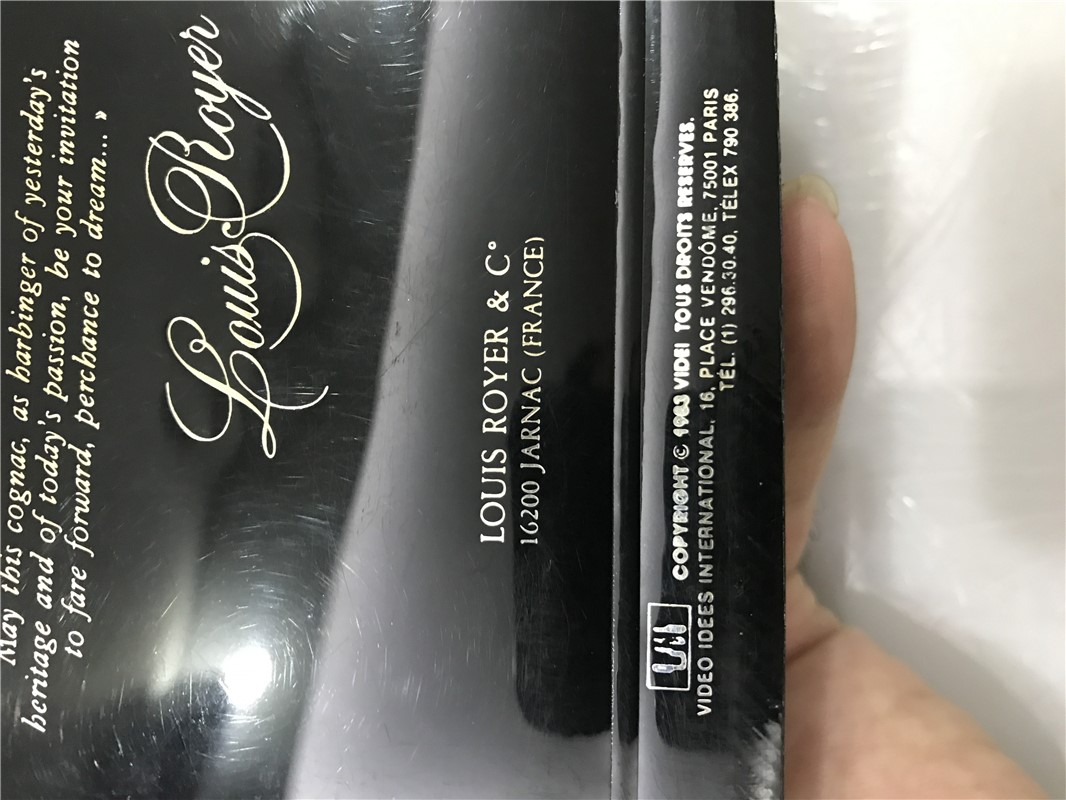 May this cognac, as harbinger of yesterday's
heritage and of today's passion, be your invitation
to fare forward, perchance to dream... »
Louis Royer
LOUIS ROYER & C°
16200 JARNAC (FRANCE)
COPYRIGHT © 1983 VIDEI TOUS DROITS RESERVES.
VIDEO IDEES INTERNATIONAL, 16, PLACE VENDÔME, 75001 PARIS
TÉL. (1) 296.30.40, TÉLEX 790 386.